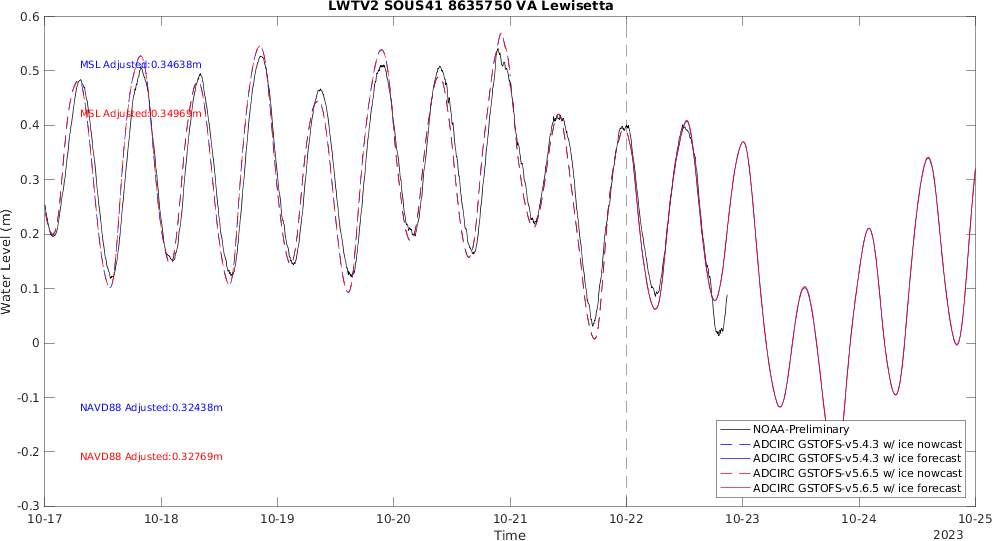 LWTV2 SOUS41 8635750 VA Lewisetta
0.6
0.5
0.4
0.3
0.2
0.1
0
-0.1
-0.2
-0.3
Water Level (m)
MSL Adjusted:0.34638m
MSL Adjusted:0.34969m
NAVD88 Adjusted:0.32438m
NAVD88 Adjusted:0.32769m
NOAA-Preliminary
ADCIRC GSTOFS-v5.4.3 w/ ice nowcast
ADCIRC GSTOFS-v5.4.3 w/ ice forecast
ADCIRC GSTOFS-v5.6.5 w/ ice nowcast
ADCIRC GSTOFS-v5.6.5 w/ ice forecast
10-17 10-18 10-19 10-20 10-21 10-22 10-23 10-24 10-25
Time
2023